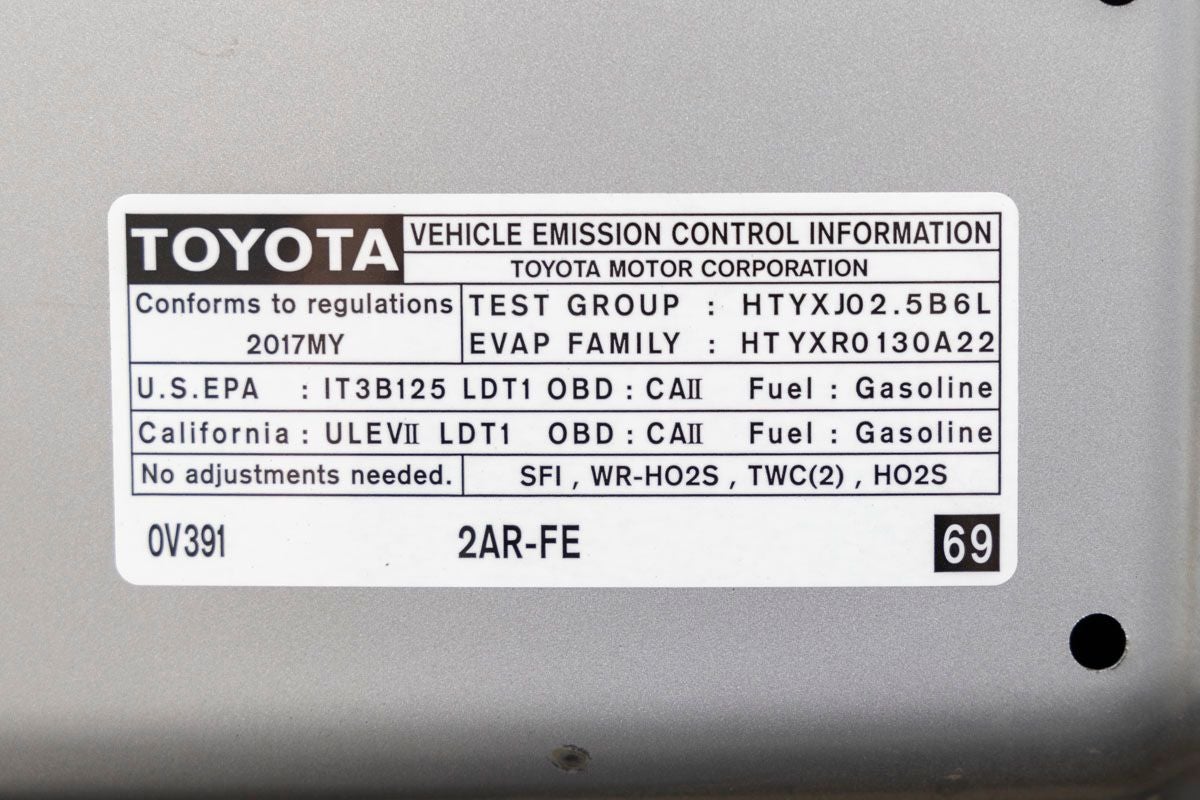 TOYOTA VEHICLE EMISSION CONTROL INFORMATION
TOYOTA MOTOR CORPORATION
Conforms to regulations
2017MY
TEST GROUP : HTYXJ02.5B6L
EVAP FAMILY : HTYXR0130A22
U.S.EPA : IT3B125 LDT1 OBD : CAⅡ Fuel : Gasoline
California : ULEVⅡ LDT1 OBD : CAⅡ Fuel : Gasoline
No adjustments needed. SFI , WR-HO2S , TWC(2) , HO2S
0V391 2AR-FE 69